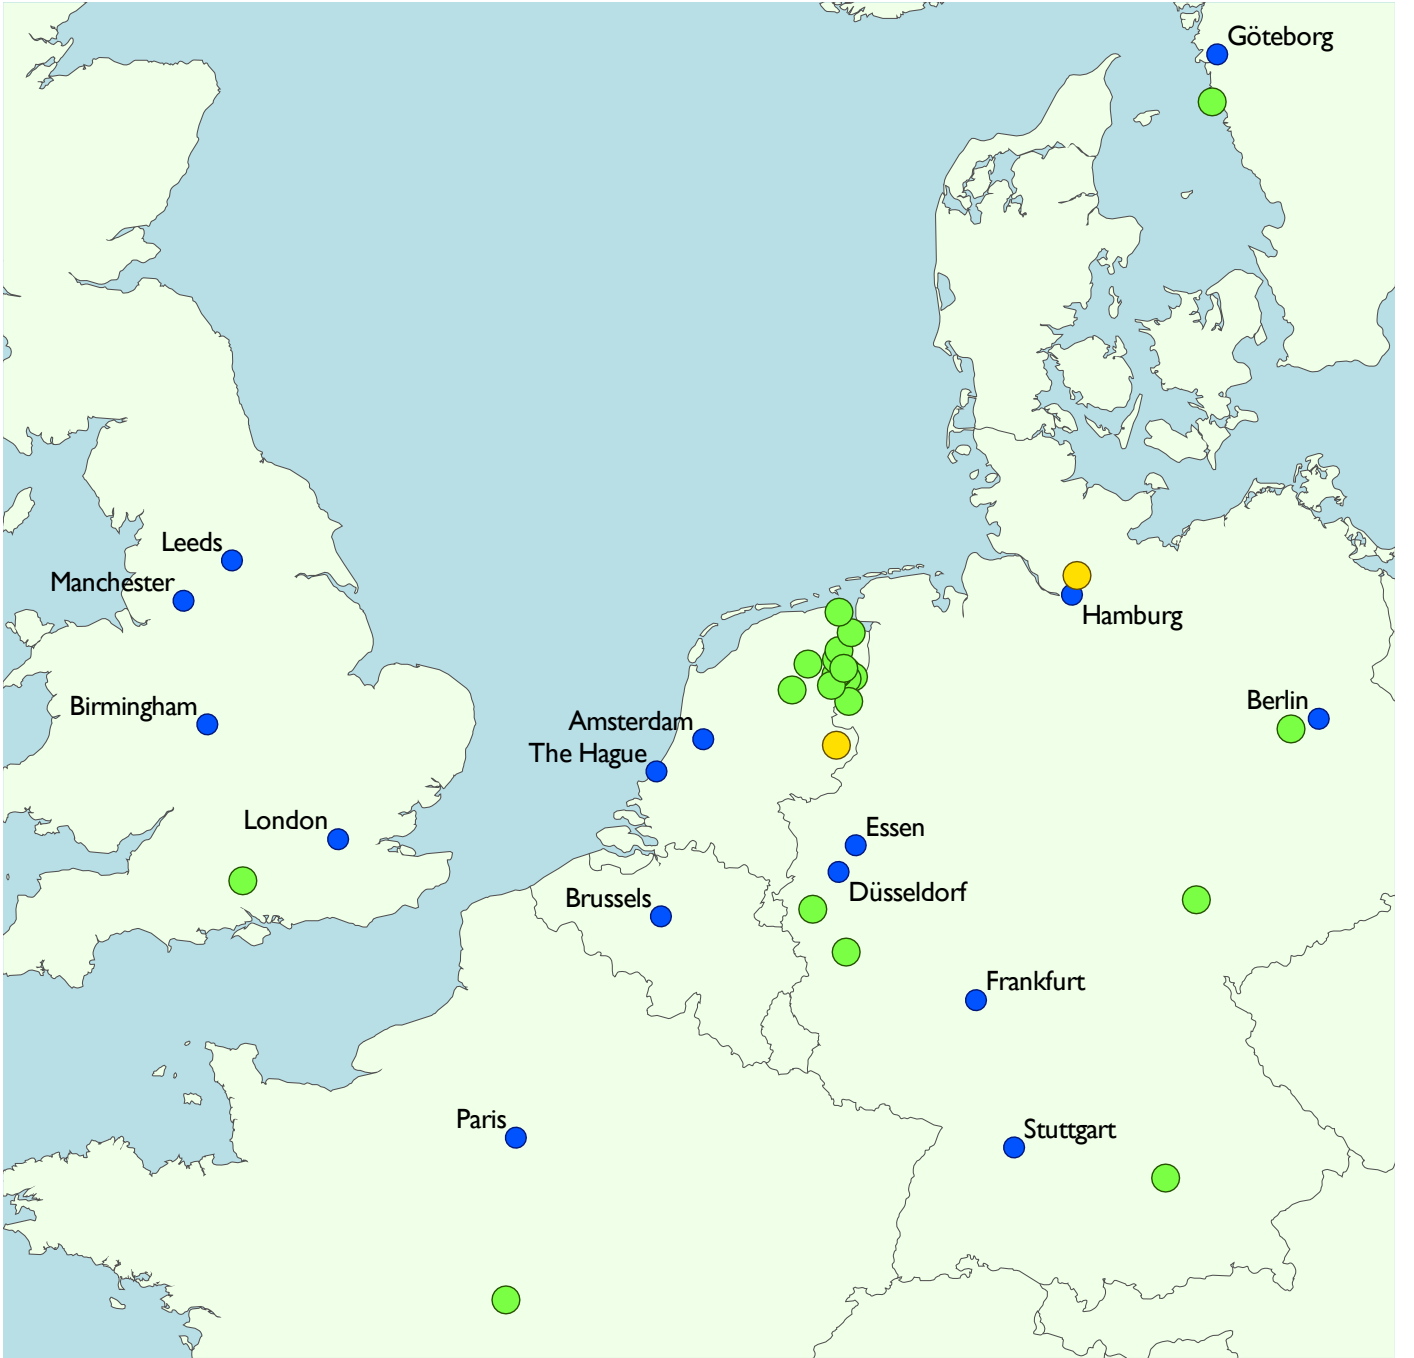 Göteborg
Leeds
Manchester
Hamburg
Birmingham
Berlin
Amsterdam
The Hague
London
Essen
Düsseldorf
Brussels
Frankfurt
Paris
Stuttgart